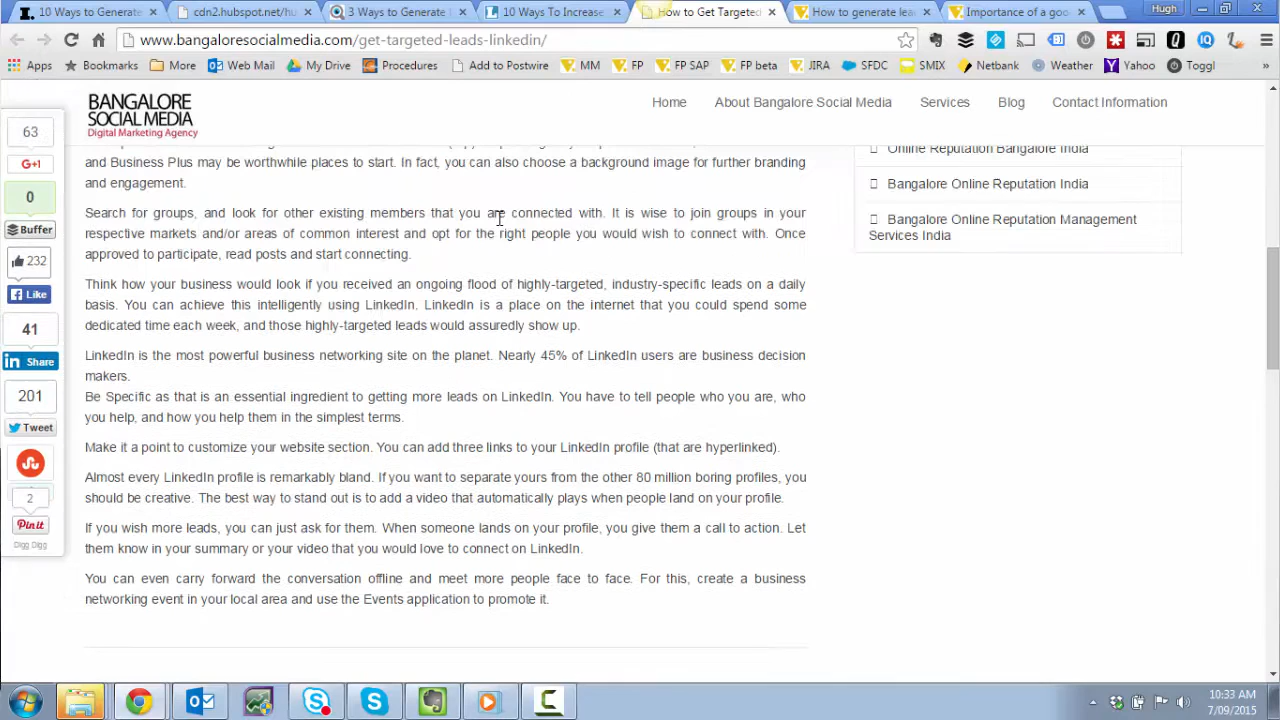 10 Ways to Generate
cdn2.hubspot.net/hu
3 Ways to Generate
10 Ways To Increase
How to Get Targeted
How to generate lea
Importance of a goo
Hugh
www.bangaloresocialmedia.com/get-targeted-leads-linkedin/
Apps
Bookmarks
More
Web Mail
My Drive
Procedures
Add to Postwire
MM
FP
FP SAP
FP beta
JIRA
SFDC
SMIX
Netbank
Weather
Yahoo
Toggl
BANGALORE
SOCIAL MEDIA
Digital Marketing Agency
Home
About Bangalore Social Media
Services
Blog
Contact Information
and Business Plus may be worthwhile places to start. In fact, you can also choose a background image for further branding
and engagement.
Search for groups, and look for other existing members that you are connected with. It is wise to join groups in your
respective markets and/or areas of common interest and opt for the right people you would wish to connect with. Once
approved to participate, read posts and start connecting.
Think how your business would look if you received an ongoing flood of highly-targeted, industry-specific leads on a daily
basis. You can achieve this intelligently using LinkedIn. LinkedIn is a place on the internet that you could spend some
dedicated time each week, and those highly-targeted leads would assuredly show up.
LinkedIn is the most powerful business networking site on the planet. Nearly 45% of LinkedIn users are business decision
makers.
Be Specific as that is an essential ingredient to getting more leads on LinkedIn. You have to tell people who you are, who
you help, and how you help them in the simplest terms.
Make it a point to customize your website section. You can add three links to your LinkedIn profile (that are hyperlinked).
Almost every LinkedIn profile is remarkably bland. If you want to separate yours from the other 80 million boring profiles, you
should be creative. The best way to stand out is to add a video that automatically plays when people land on your profile.
If you wish more leads, you can just ask for them. When someone lands on your profile, you give them a call to action. Let
them know in your summary or your video that you would love to connect on LinkedIn.
You can even carry forward the conversation offline and meet more people face to face. For this, create a business
networking event in your local area and use the Events application to promote it.
Online Reputation Bangalore India
Bangalore Online Reputation India
Bangalore Online Reputation Management
Services India
63
G+1
0
Buffer
232
Like
41
in Share
201
Tweet
2
Pin it
Digg Digg
10:33 AM
7/09/2015